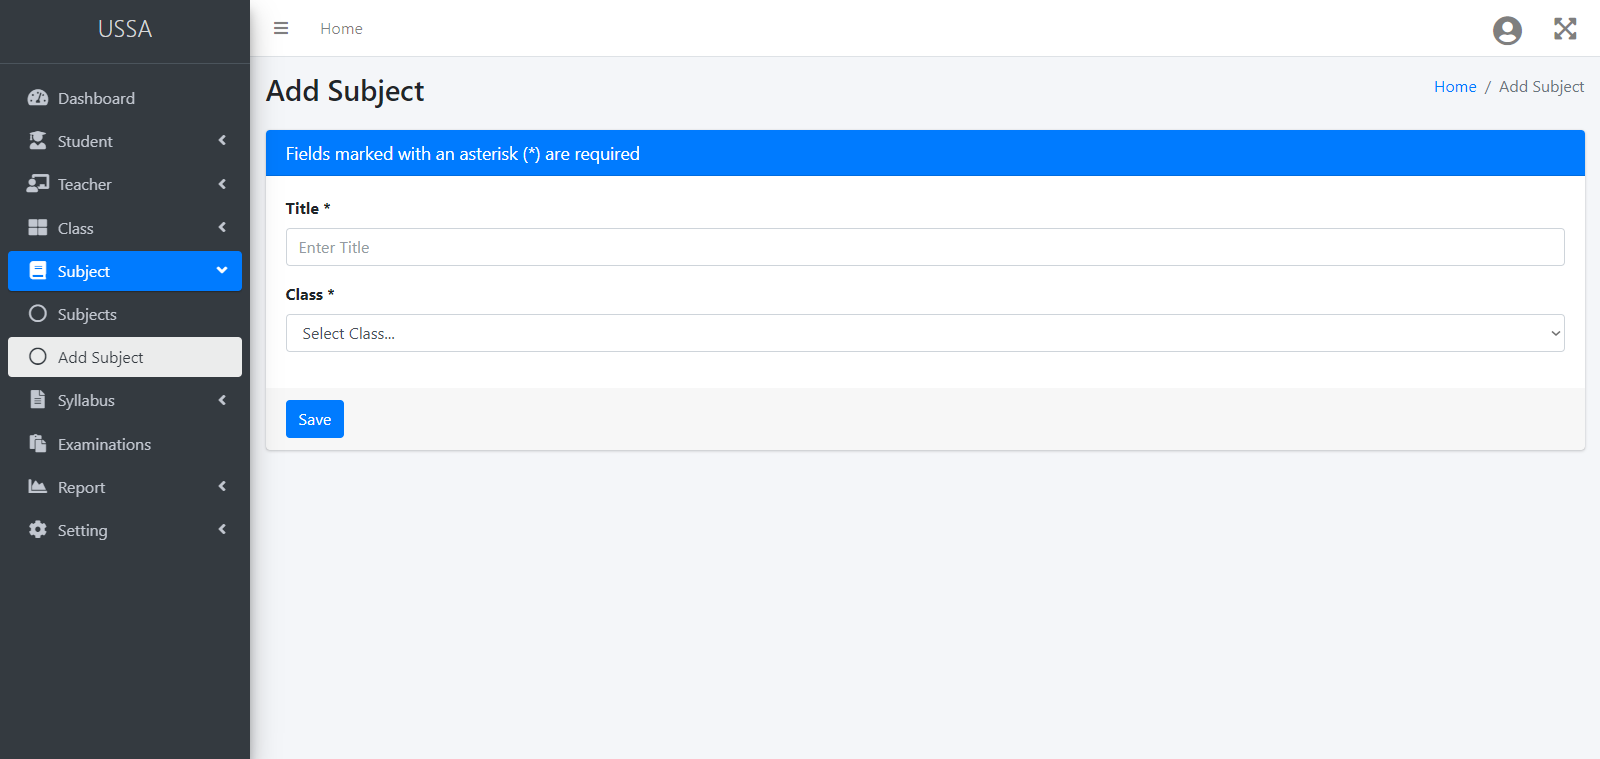 USSA
Home
Dashboard
Student
Teacher
Class
Subject
Subjects
Add Subject
Syllabus
Examinations
Report
Setting
Add Subject
Home / Add Subject
Fields marked with an asterisk (*) are required
Title *
Enter Title
Class *
Select Class...
Save